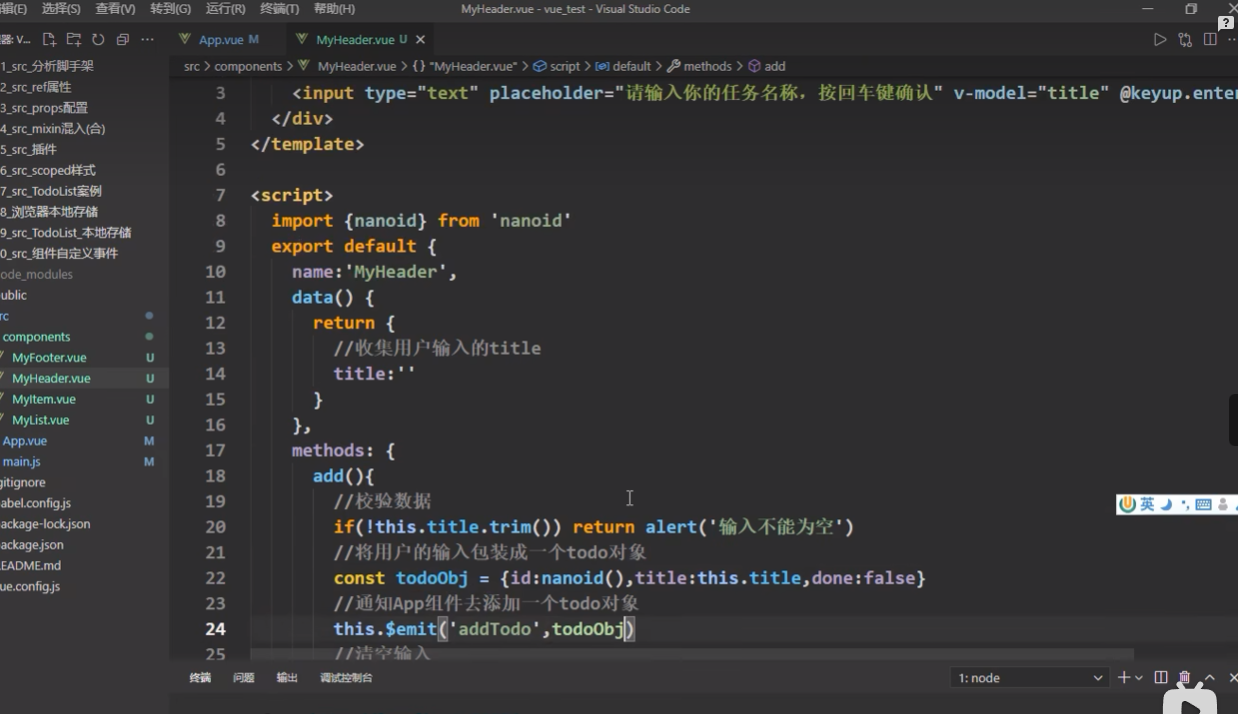 辑(E) 选择(S) 查看(V) 转到(G) 运行(R) 终端(T) 帮助(H) MyHeader.vue - vue_test - Visual Studio Code
器: V... App.vue M MyHeader.vue U
src > components > MyHeader.vue > {} "MyHeader.vue" > script > default > methods > add
1_src_分析脚手架
2_src_ref属性
3_src_props配置
4_src_mixin混入(合)
5_src_插件
6_src_scoped样式
7_src_TodoList案例
8_浏览器本地存储
9_src_TodoList_本地存储
0_src_组件自定义事件
ode_modules
ublic
rc
components
MyFooter.vue U
MyHeader.vue U
MyItem.vue U
MyList.vue U
App.vue M
main.js M
gitignore
abel.config.js
ackage-lock.json
ackage.json
EADME.md
ue.config.js
3 <input type="text" placeholder="请输入你的任务名称，按回车键确认" v-model="title" @keyup.enter
4 </div>
5 </template>
6
7 <script>
8 import {nanoid} from 'nanoid'
9 export default {
10 name:'MyHeader',
11 data() {
12 return {
13 //收集用户输入的title
14 title:''
15 }
16 },
17 methods: {
18 add(){
19 //校验数据
20 if(!this.title.trim()) return alert('输入不能为空')
21 //将用户的输入包装成一个todo对象
22 const todoObj = {id:nanoid(),title:this.title,done:false}
23 //通知App组件去添加一个todo对象
24 this.$emit('addTodo',todoObj)
25 //清空输入
英
终端 问题 输出 调试控制台 1: node